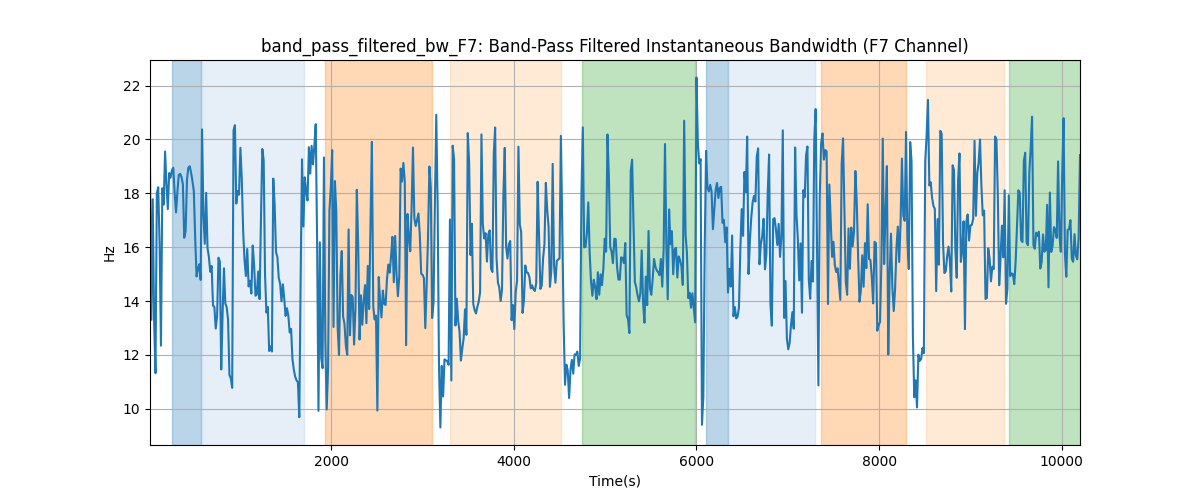 band_pass_filtered_bw_F7: Band-Pass Filtered Instantaneous Bandwidth (F7 Channel)
22
20
18
16
14
12
10
Hz
2000 4000 6000 8000 10000
Time(s)